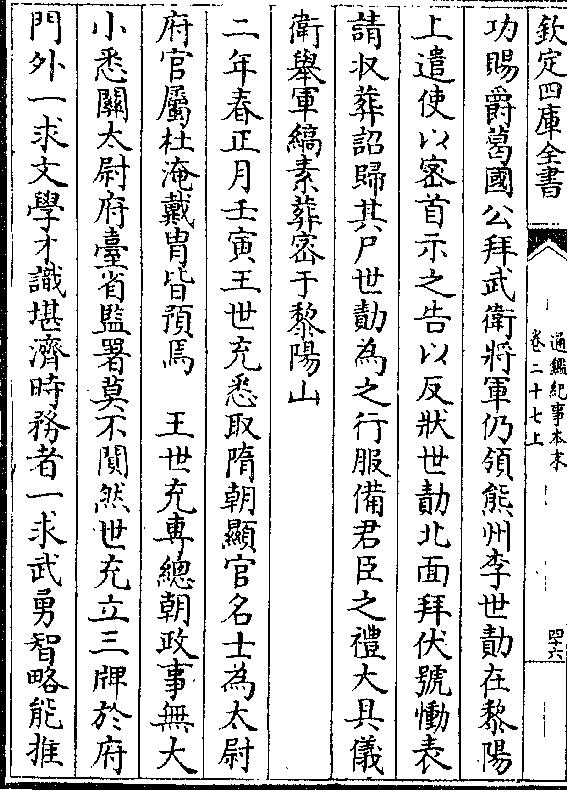 欽定四庫全書
通鑑紀事本末
卷二十七上
四十六
功賜爵葛國公拜武衛將軍仍領熊州李世勣在黎陽
上遣使以密首示之告以反狀世勣北面拜伏號慟表
請収葬詔歸其尸世勣為之行服備君臣之禮大具儀
衛舉軍縞素葬密于黎陽山
二年春正月壬寅王世充悉取隋朝顯官名士為太尉
府官屬杜淹戴胄皆預焉　王世充專總朝政事無大
小悉關太尉府臺省監署莫不闃然世充立三牌於府
門外一求文學才識堪濟時務者一求武勇智略能摧